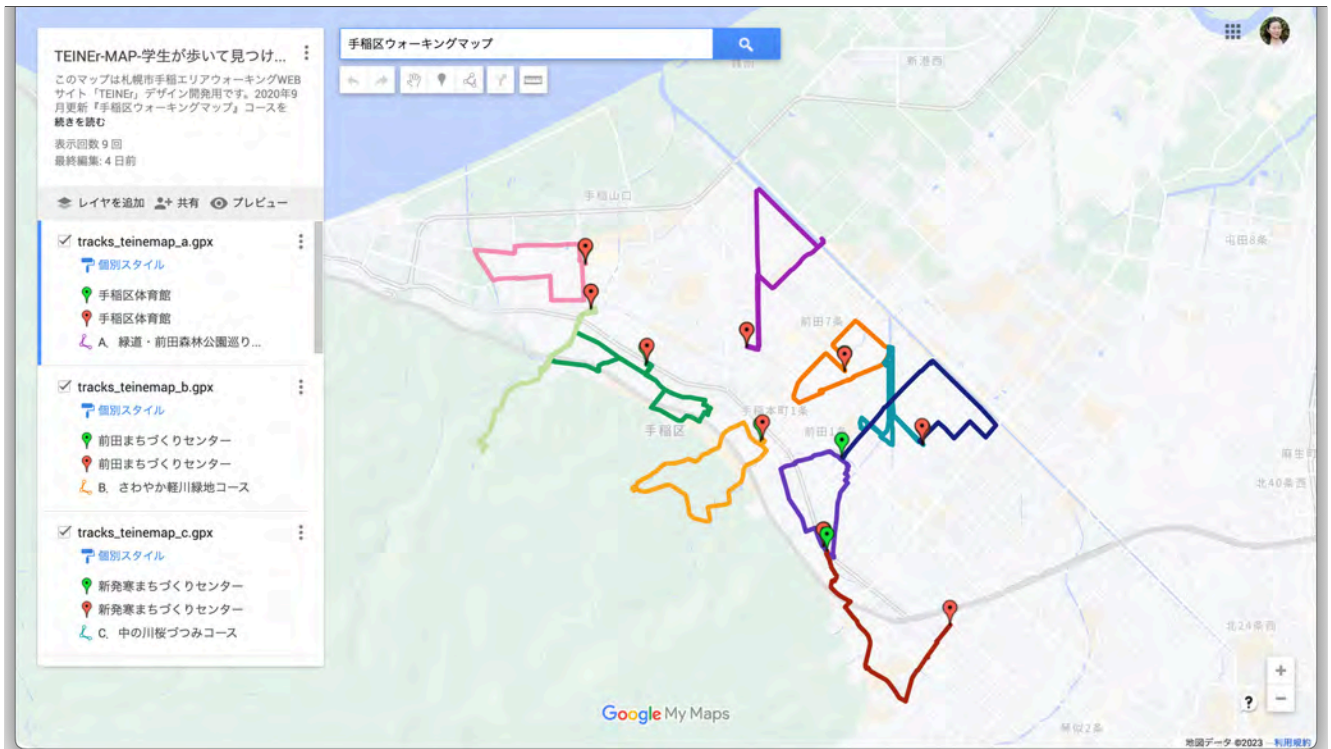 TEINEr-MAP-学生が歩いて見つけ...
このマップは札幌市手稲エリアウォーキングWEB
サイト「TEINEr」デザイン開発用です。2020年9
月更新『手稲区ウォーキングマップ』コースを
続きを読む
表示回数 9 回
最終編集: 4 日前
レイヤを追加 共有 プレビュー
tracks_teinemap_a.gpx
個別スタイル
手稲区体育館
手稲区体育館
A. 緑道・前田森林公園巡り...
tracks_teinemap_b.gpx
個別スタイル
前田まちづくりセンター
前田まちづくりセンター
B. さわやか軽川緑地コース
tracks_teinemap_c.gpx
個別スタイル
新発寒まちづくりセンター
新発寒まちづくりセンター
C. 中の川桜づつみコース
手稲区ウォーキングマップ
新港西
手稲山口
屯田8条
前田7条
手稲本町1条
手稲区
前田1条
麻生町
北40条西
北24条西
琴似2条
Google My Maps
?
+
−
地図データ ©2023
利用規約